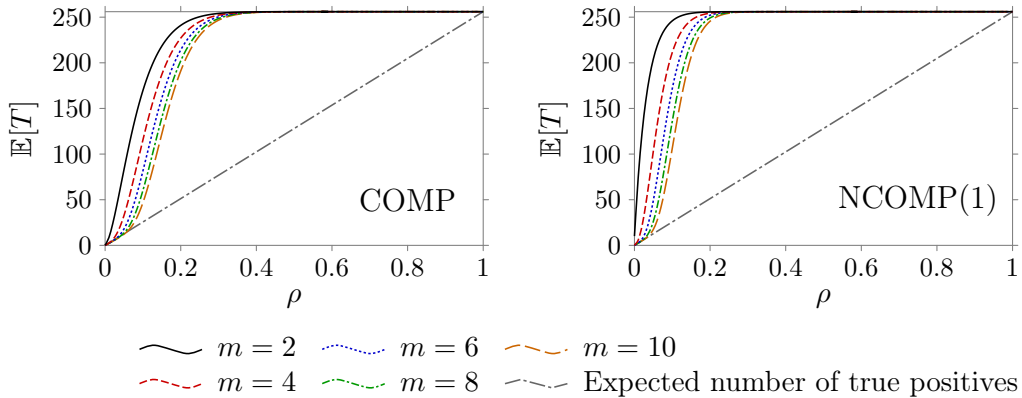 250
200
150
100
50
0
𝔼[T]
COMP
0 0.2 0.4 0.6 0.8 1
ρ
250
200
150
100
50
0
𝔼[T]
NCOMP(1)
0 0.2 0.4 0.6 0.8 1
ρ
m = 2 m = 6 m = 10
m = 4 m = 8 Expected number of true positives